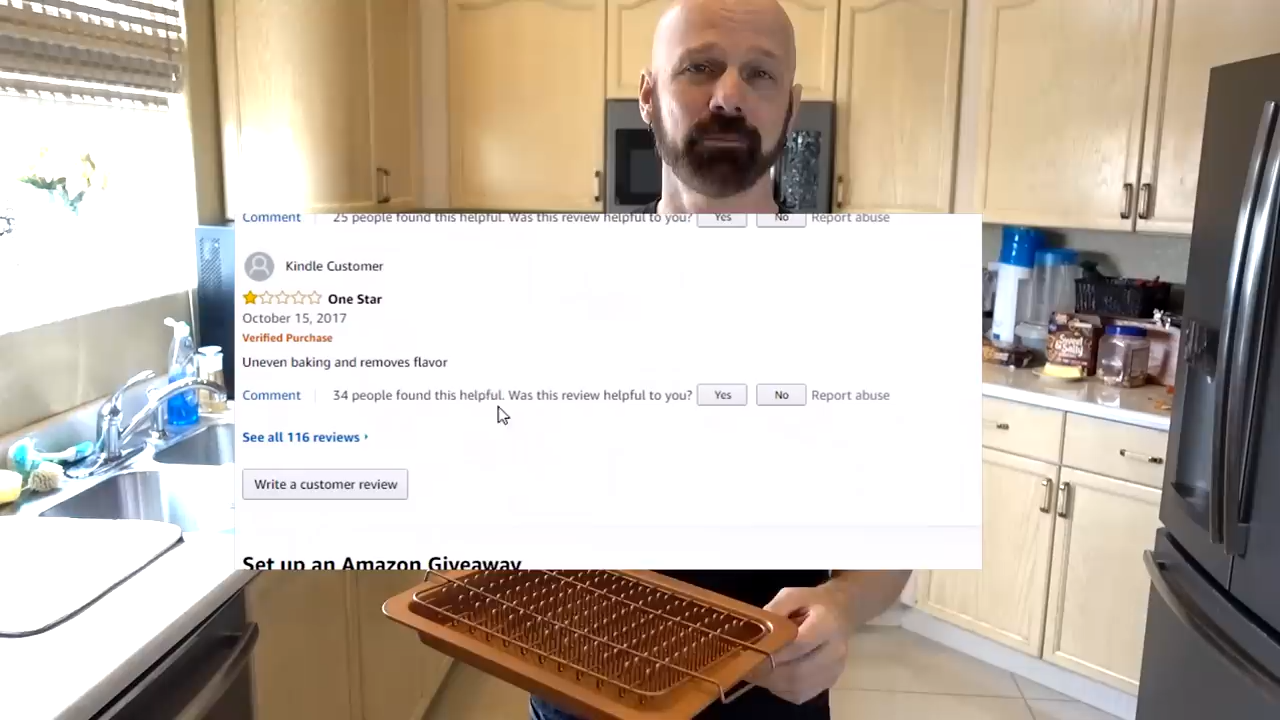 Comment 25 people found this helpful. Was this review helpful to you? Yes No Report abuse
Kindle Customer
One Star
October 15, 2017
Verified Purchase
Uneven baking and removes flavor
Comment 34 people found this helpful. Was this review helpful to you? Yes No Report abuse
See all 116 reviews ›
Write a customer review
Set up an Amazon Giveaway
Sweet & Salty